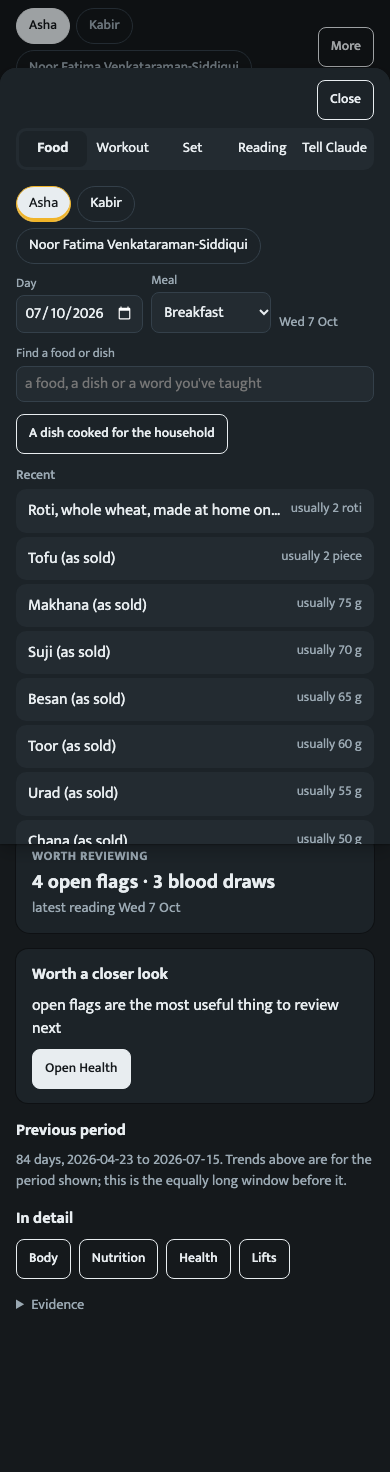 Asha Kabir
Noor Fatima Venkataraman-Siddiqui
More
Close
Food Workout Set Reading Tell Claude
Asha Kabir
Noor Fatima Venkataraman-Siddiqui
Day Meal
07/10/2026 Breakfast Wed 7 Oct
Find a food or dish
a food, a dish or a word you've taught
A dish cooked for the household
Recent
Roti, whole wheat, made at home on... usually 2 roti
Tofu (as sold) usually 2 piece
Makhana (as sold) usually 75 g
Suji (as sold) usually 70 g
Besan (as sold) usually 65 g
Toor (as sold) usually 60 g
Urad (as sold) usually 55 g
Chana (as sold) usually 50 g
WORTH REVIEWING
4 open flags · 3 blood draws
latest reading Wed 7 Oct
Worth a closer look
open flags are the most useful thing to review
next
Open Health
Previous period
84 days, 2026-04-23 to 2026-07-15. Trends above are for the
period shown; this is the equally long window before it.
In detail
Body Nutrition Health Lifts
Evidence